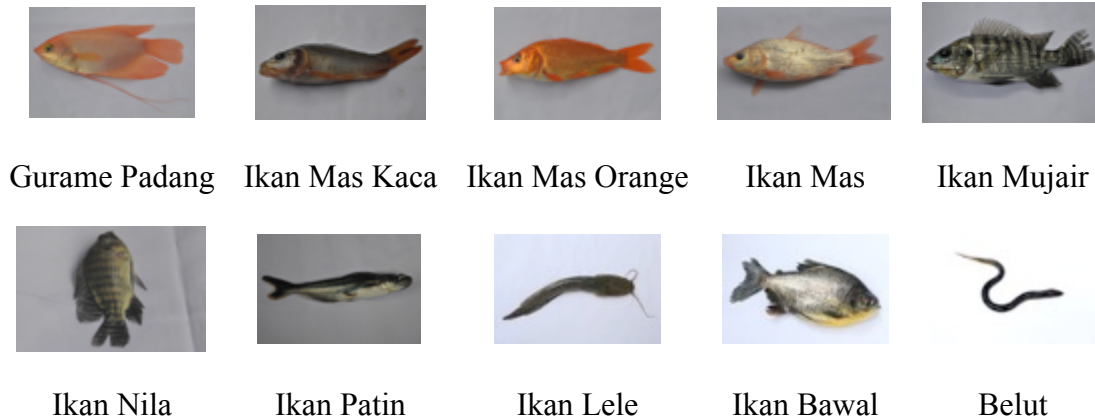 Gurame Padang Ikan Mas Kaca Ikan Mas Orange Ikan Mas Ikan Mujair
Ikan Nila Ikan Patin Ikan Lele Ikan Bawal Belut